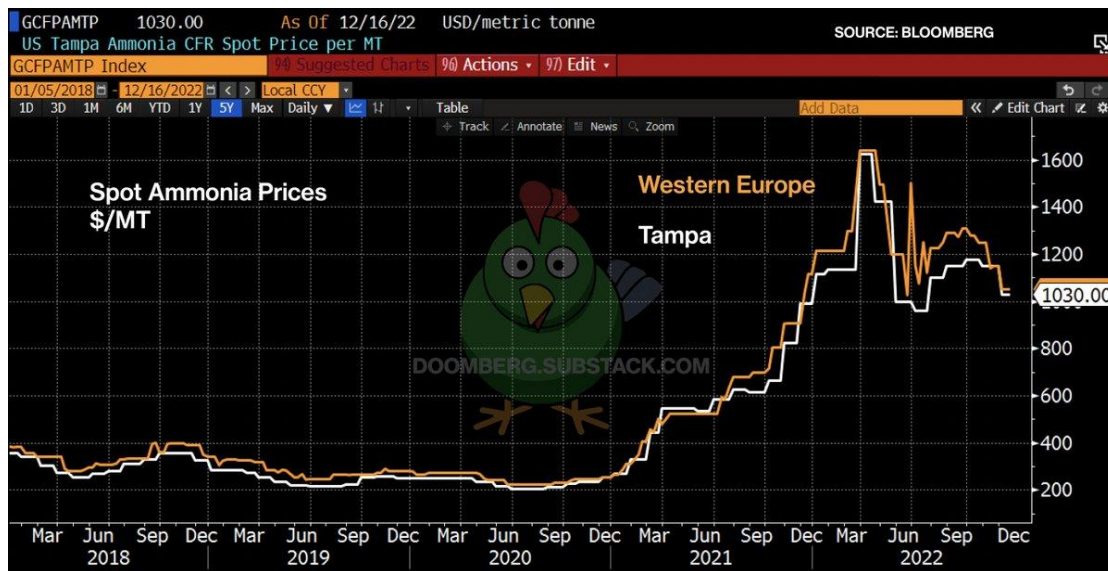 GCFPAMTP 1030.00 As Of 12/16/22 USD/metric tonne
SOURCE: BLOOMBERG
US Tampa Ammonia CFR Spot Price per MT
GCFPAMTP Index 94) Suggested Charts 96) Actions 97) Edit
01/05/2018 - 12/16/2022 < > Local CCY
1D 3D 1M 6M YTD 1Y 5Y Max Daily ▼ Table Add Data « Edit Chart
Track Annotate News Zoom
Spot Ammonia Prices
$/MT
Western Europe
Tampa
DOOMBERG.SUBSTACK.COM
1600
1400
1200
1030.00
800
600
400
200
Mar Jun Sep Dec Mar Jun Sep Dec Mar Jun Sep Dec Mar Jun Sep Dec Mar Jun Sep Dec
2018 2019 2020 2021 2022